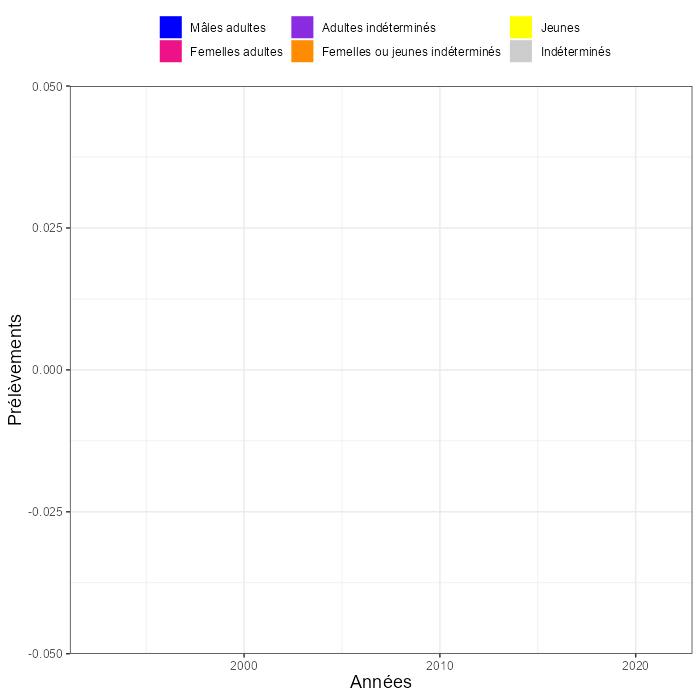 Mâles adultes Adultes indéterminés Jeunes
Femelles adultes Femelles ou jeunes indéterminés Indéterminés
0.050
0.025
0.000
-0.025
-0.050
Prélèvements
2000 2010 2020
Années